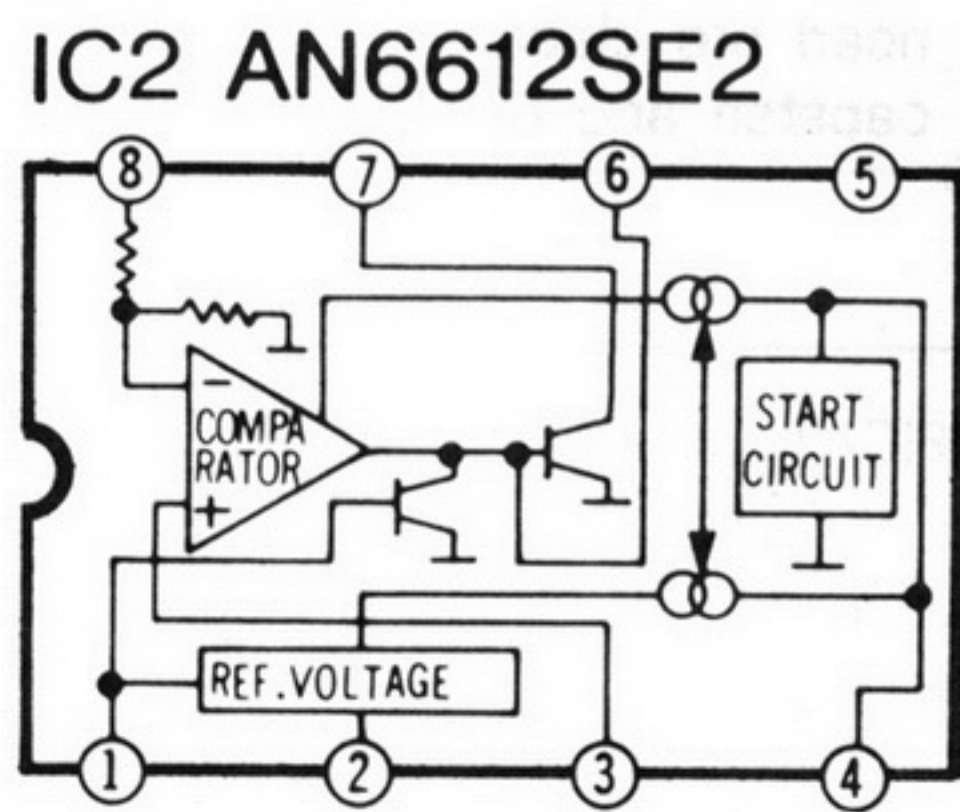 IC2 AN6612SE2
8 7 6 5
−
COMPA
RATOR
+
START
CIRCUIT
REF.VOLTAGE
1 2 3 4